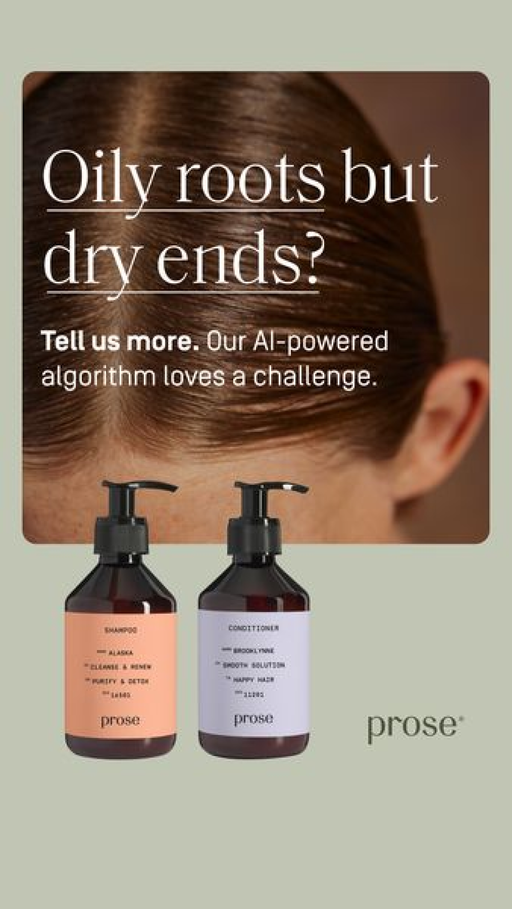 Oily roots but
dry ends?
Tell us more. Our AI-powered
algorithm loves a challenge.
SHAMPOO
ALASKA
CLEANSE & RENEW
PURIFY & DETOX
prose
CONDITIONER
BROOKLYNNE
SMOOTH SOLUTION
HAPPY HAIR
11201
prose
prose